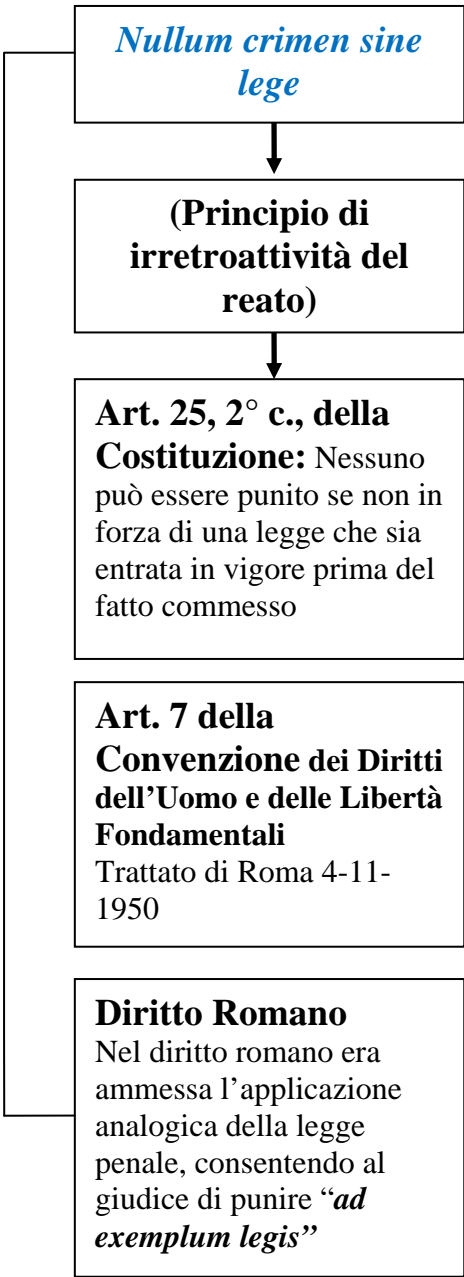 Nullum crimen sine
lege
(Principio di
irretroattività del
reato)
Art. 25, 2° c., della
Costituzione: Nessuno
può essere punito se non in
forza di una legge che sia
entrata in vigore prima del
fatto commesso
Art. 7 della
Convenzione dei Diritti
dell’Uomo e delle Libertà
Fondamentali
Trattato di Roma 4-11-
1950
Diritto Romano
Nel diritto romano era
ammessa l’applicazione
analogica della legge
penale, consentendo al
giudice di punire “ad
exemplum legis”